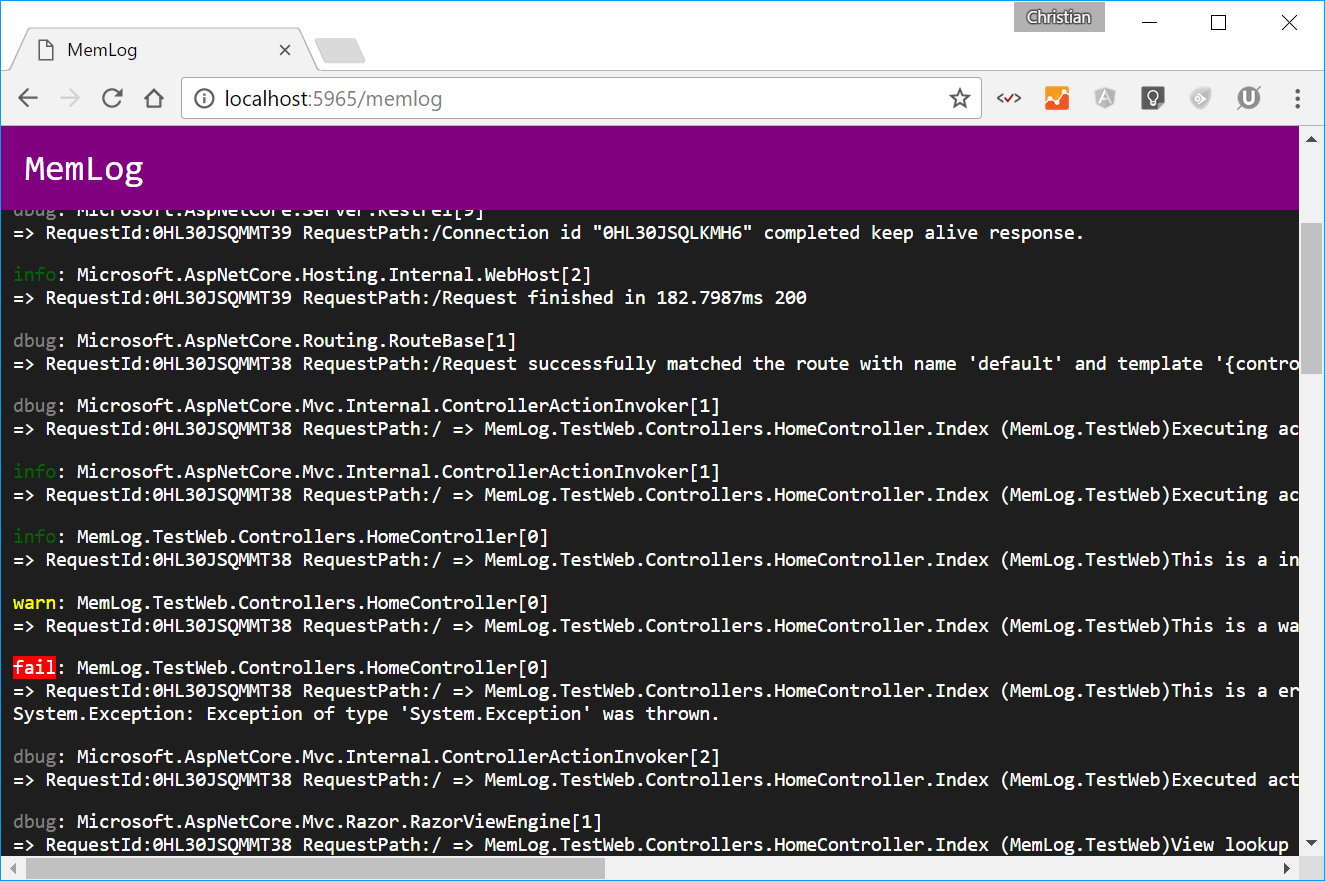 Christian
MemLog
localhost:5965/memlog
MemLog
dbug: Microsoft.AspNetCore.Server.Kestrel[9]
=> RequestId:0HL30JSQMMT39 RequestPath:/Connection id "0HL30JSQLKMH6" completed keep alive response.
info: Microsoft.AspNetCore.Hosting.Internal.WebHost[2]
=> RequestId:0HL30JSQMMT39 RequestPath:/Request finished in 182.7987ms 200
dbug: Microsoft.AspNetCore.Routing.RouteBase[1]
=> RequestId:0HL30JSQMMT38 RequestPath:/Request successfully matched the route with name 'default' and template '{contro
dbug: Microsoft.AspNetCore.Mvc.Internal.ControllerActionInvoker[1]
=> RequestId:0HL30JSQMMT38 RequestPath:/ => MemLog.TestWeb.Controllers.HomeController.Index (MemLog.TestWeb)Executing ac
info: Microsoft.AspNetCore.Mvc.Internal.ControllerActionInvoker[1]
=> RequestId:0HL30JSQMMT38 RequestPath:/ => MemLog.TestWeb.Controllers.HomeController.Index (MemLog.TestWeb)Executing ac
info: MemLog.TestWeb.Controllers.HomeController[0]
=> RequestId:0HL30JSQMMT38 RequestPath:/ => MemLog.TestWeb.Controllers.HomeController.Index (MemLog.TestWeb)This is a in
warn: MemLog.TestWeb.Controllers.HomeController[0]
=> RequestId:0HL30JSQMMT38 RequestPath:/ => MemLog.TestWeb.Controllers.HomeController.Index (MemLog.TestWeb)This is a wa
fail: MemLog.TestWeb.Controllers.HomeController[0]
=> RequestId:0HL30JSQMMT38 RequestPath:/ => MemLog.TestWeb.Controllers.HomeController.Index (MemLog.TestWeb)This is a er
System.Exception: Exception of type 'System.Exception' was thrown.
dbug: Microsoft.AspNetCore.Mvc.Internal.ControllerActionInvoker[2]
=> RequestId:0HL30JSQMMT38 RequestPath:/ => MemLog.TestWeb.Controllers.HomeController.Index (MemLog.TestWeb)Executed act
dbug: Microsoft.AspNetCore.Mvc.Razor.RazorViewEngine[1]
=> RequestId:0HL30JSQMMT38 RequestPath:/ => MemLog.TestWeb.Controllers.HomeController.Index (MemLog.TestWeb)View lookup